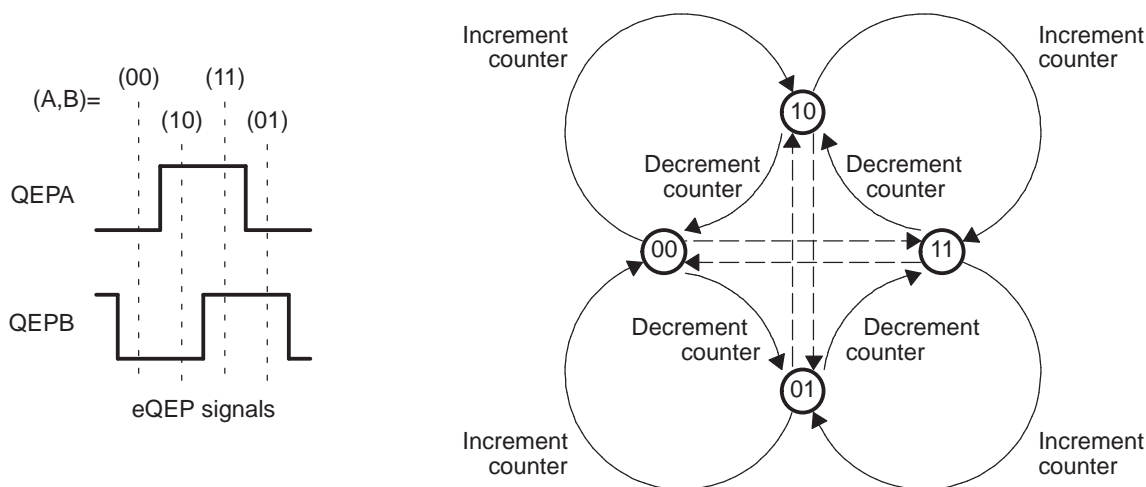 (A,B)=
(00)
(11)
(10)
(01)
QEPA
QEPB
eQEP signals
Increment
counter
Increment
counter
10
Decrement
counter
Decrement
counter
00
11
Decrement
counter
Decrement
counter
01
Increment
counter
Increment
counter